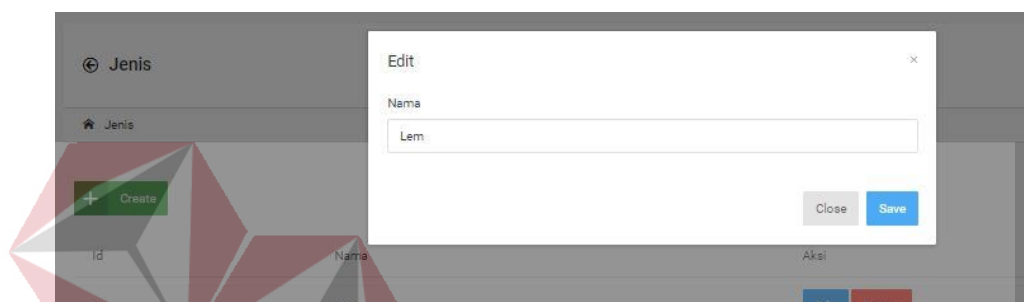 Jenis
Edit
×
Nama
Jenis
Lem
+ Create
Close Save
Id Nama Aksi